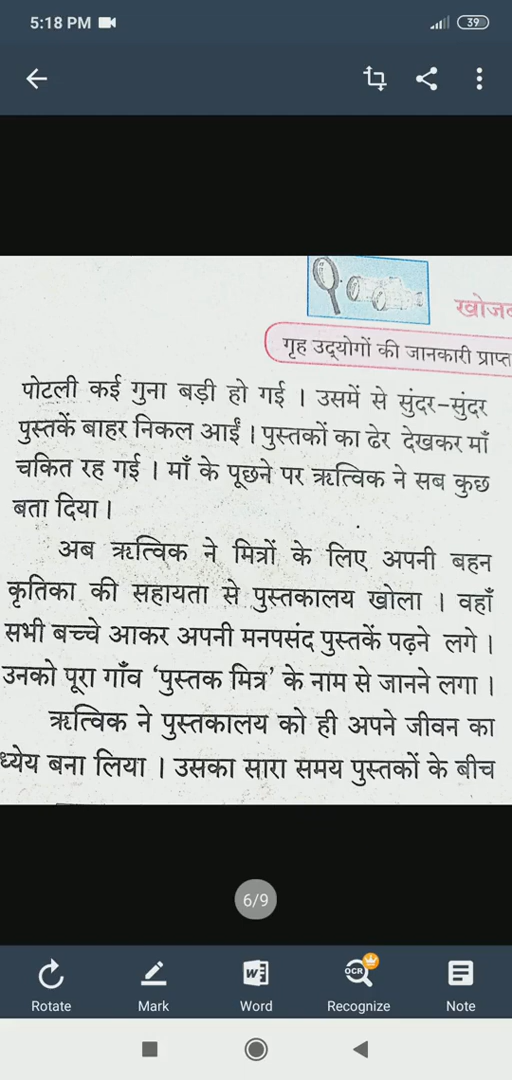 5:18 PM
39
खोजब
गृह उद्‌योगों की जानकारी प्राप्त
पोटली कई गुना बड़ी हो गई । उसमें से सुंदर-सुंदर
पुस्तकें बाहर निकल आईं । पुस्तकों का ढेर देखकर माँ
चकित रह गई । माँ के पूछने पर ऋत्विक ने सब कुछ
बता दिया ।
अब ऋत्विक ने मित्रों के लिए अपनी बहन
कृतिका की सहायता से पुस्तकालय खोला । वहाँ
सभी बच्चे आकर अपनी मनपसंद पुस्तकें पढ़ने लगे ।
उनको पूरा गाँव ‘पुस्तक मित्र’ के नाम से जानने लगा ।
ऋत्विक ने पुस्तकालय को ही अपने जीवन का
ध्येय बना लिया । उसका सारा समय पुस्तकों के बीच
6/9
OCR
Rotate Mark Word Recognize Note